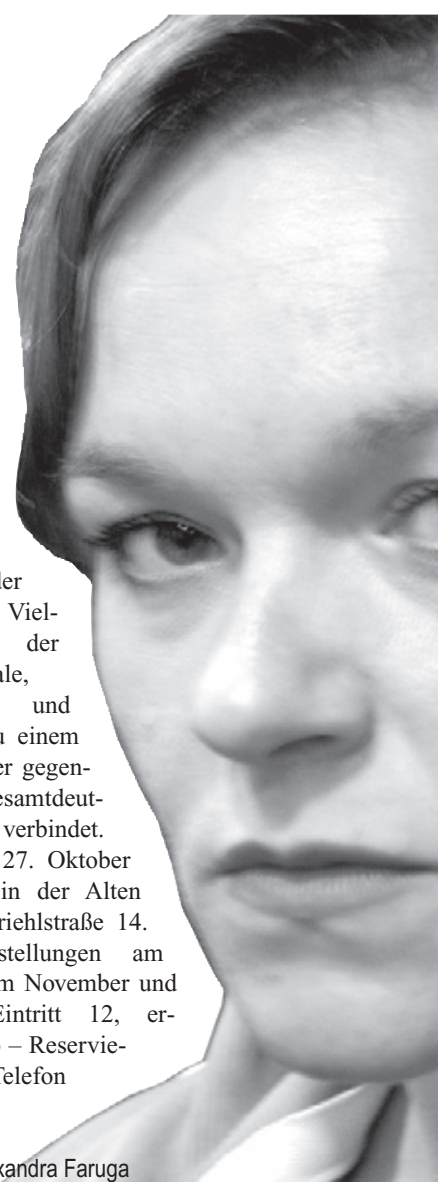 der
Viel-
der
ale,
und
u einem
er gegen-
esamtdeut-
verbindet.
27. Oktober
in der Alten
riehlstraße 14.
stellungen am
m November und
Eintritt 12, er-
– Reservie-
Telefon
xandra Faruga